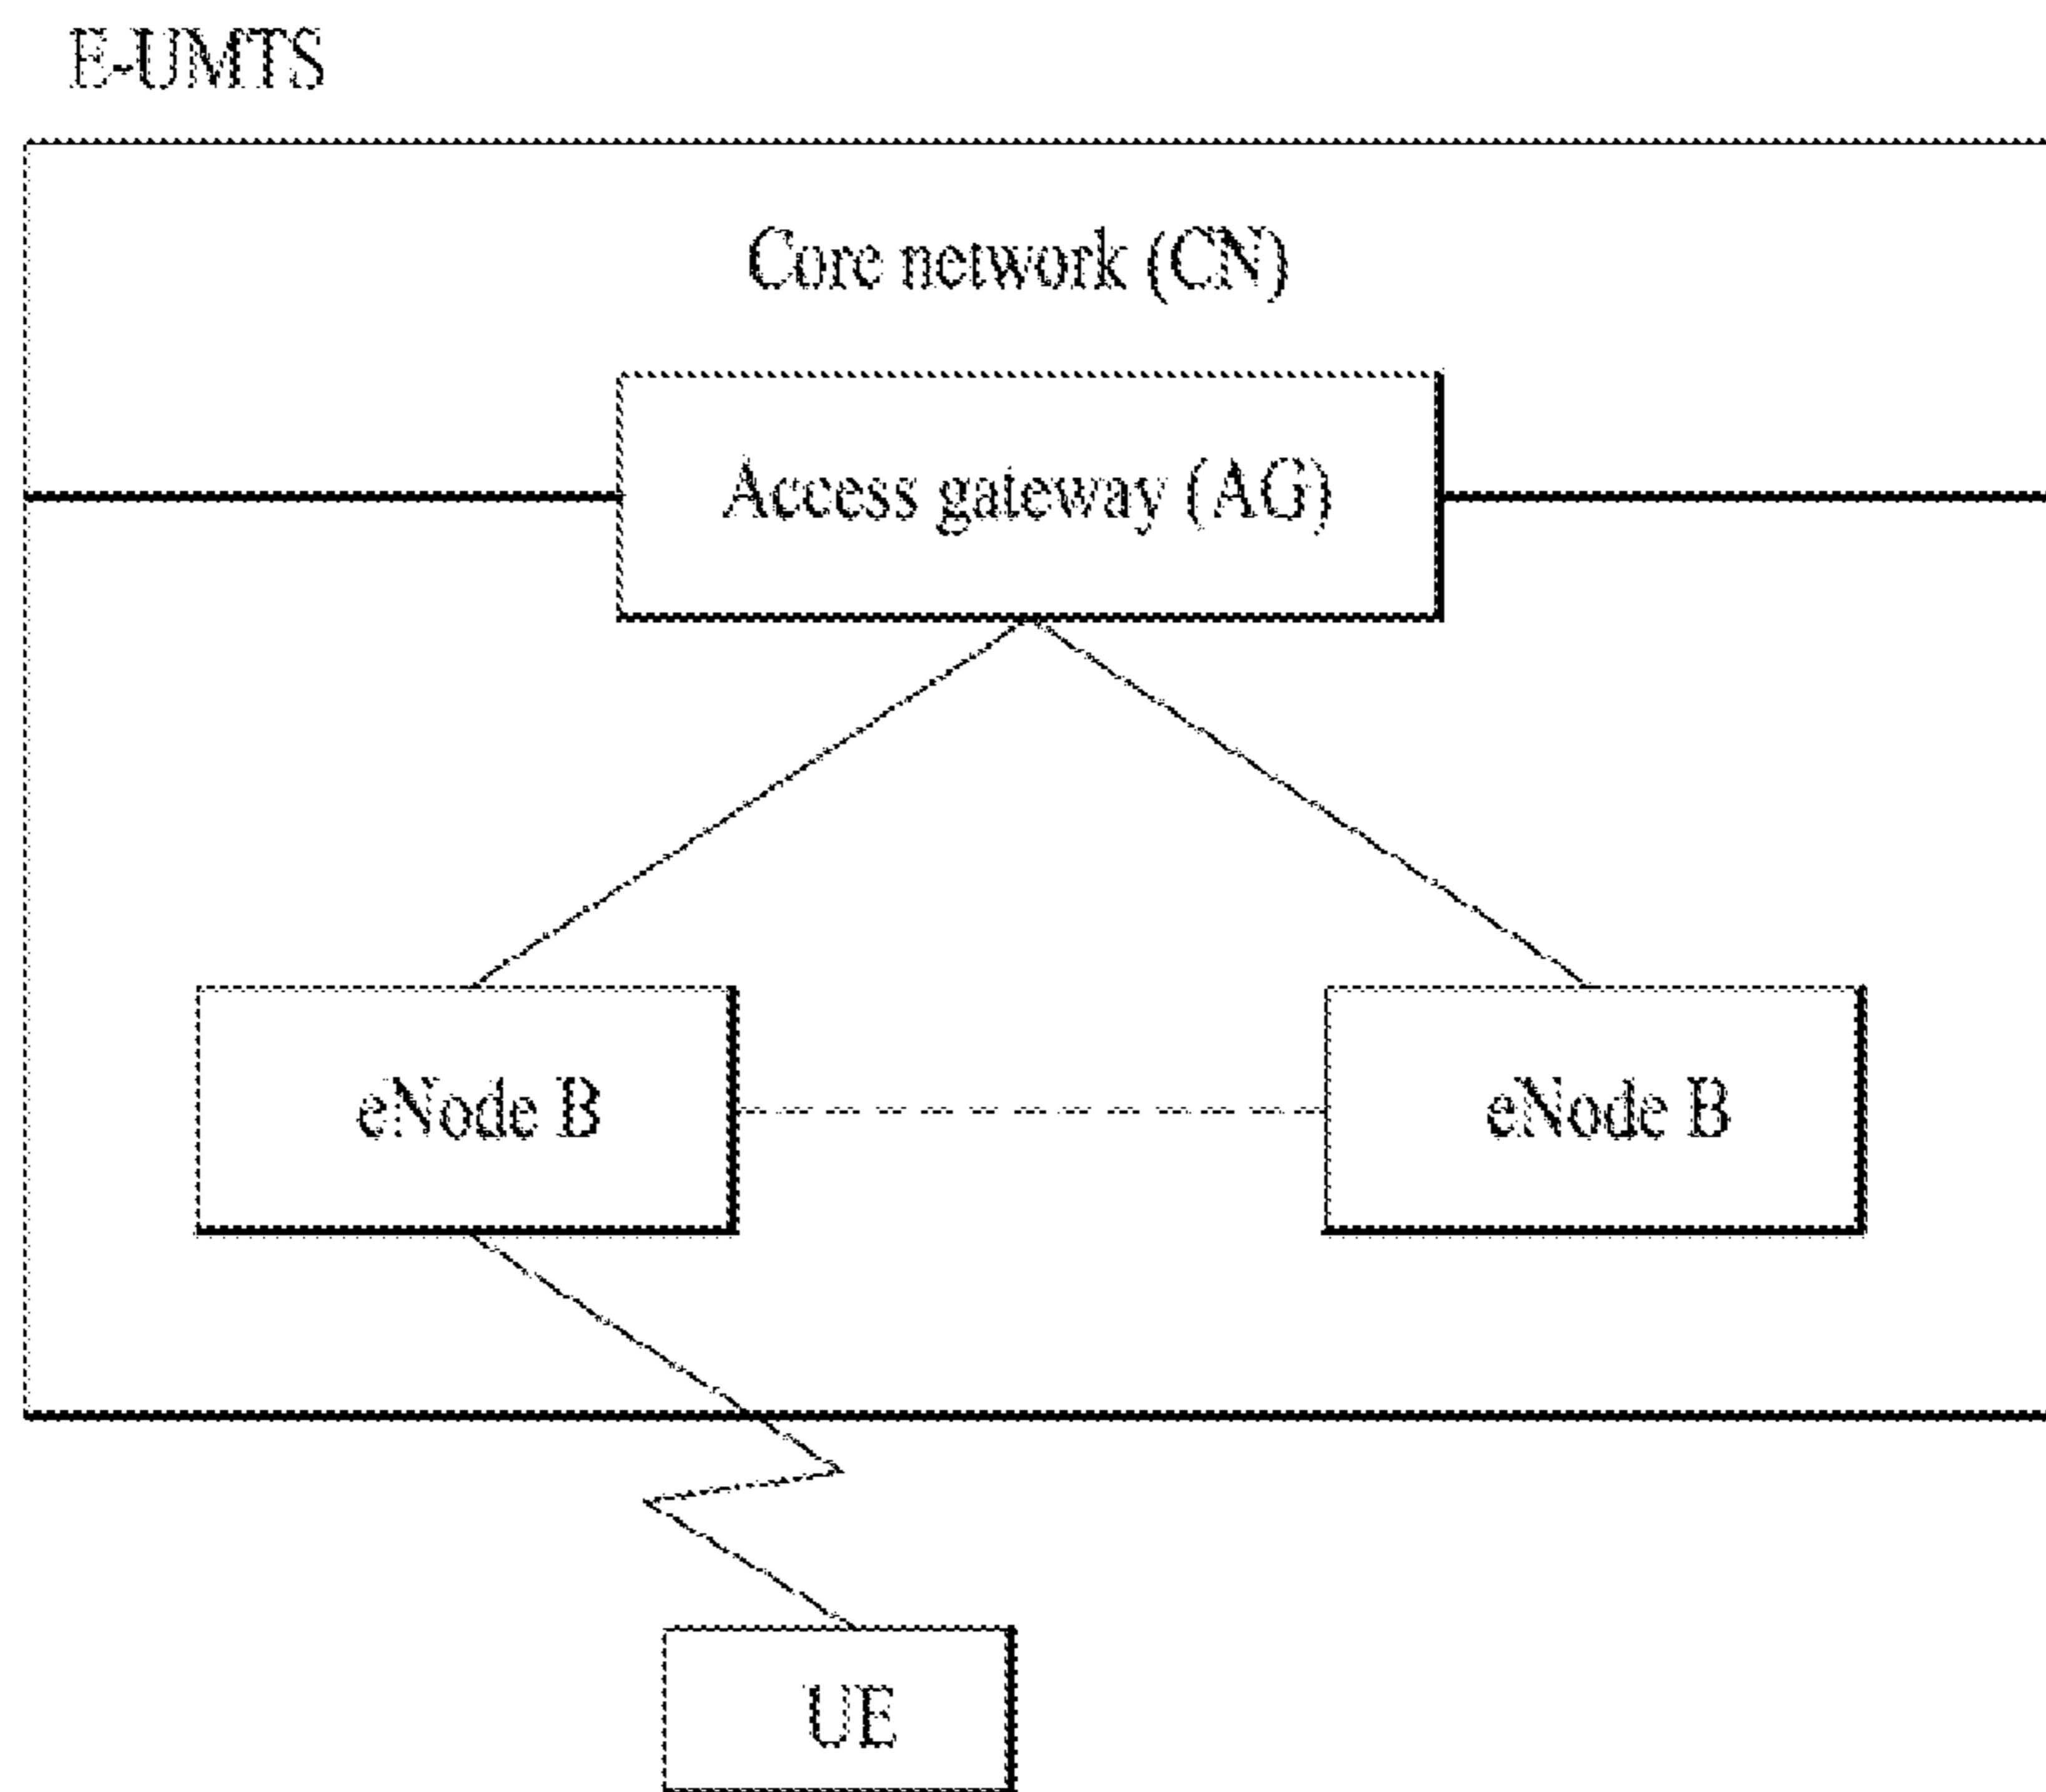 E-UMTS
Core network (CN)
Access gateway (AG)
eNode B
eNode B
UE